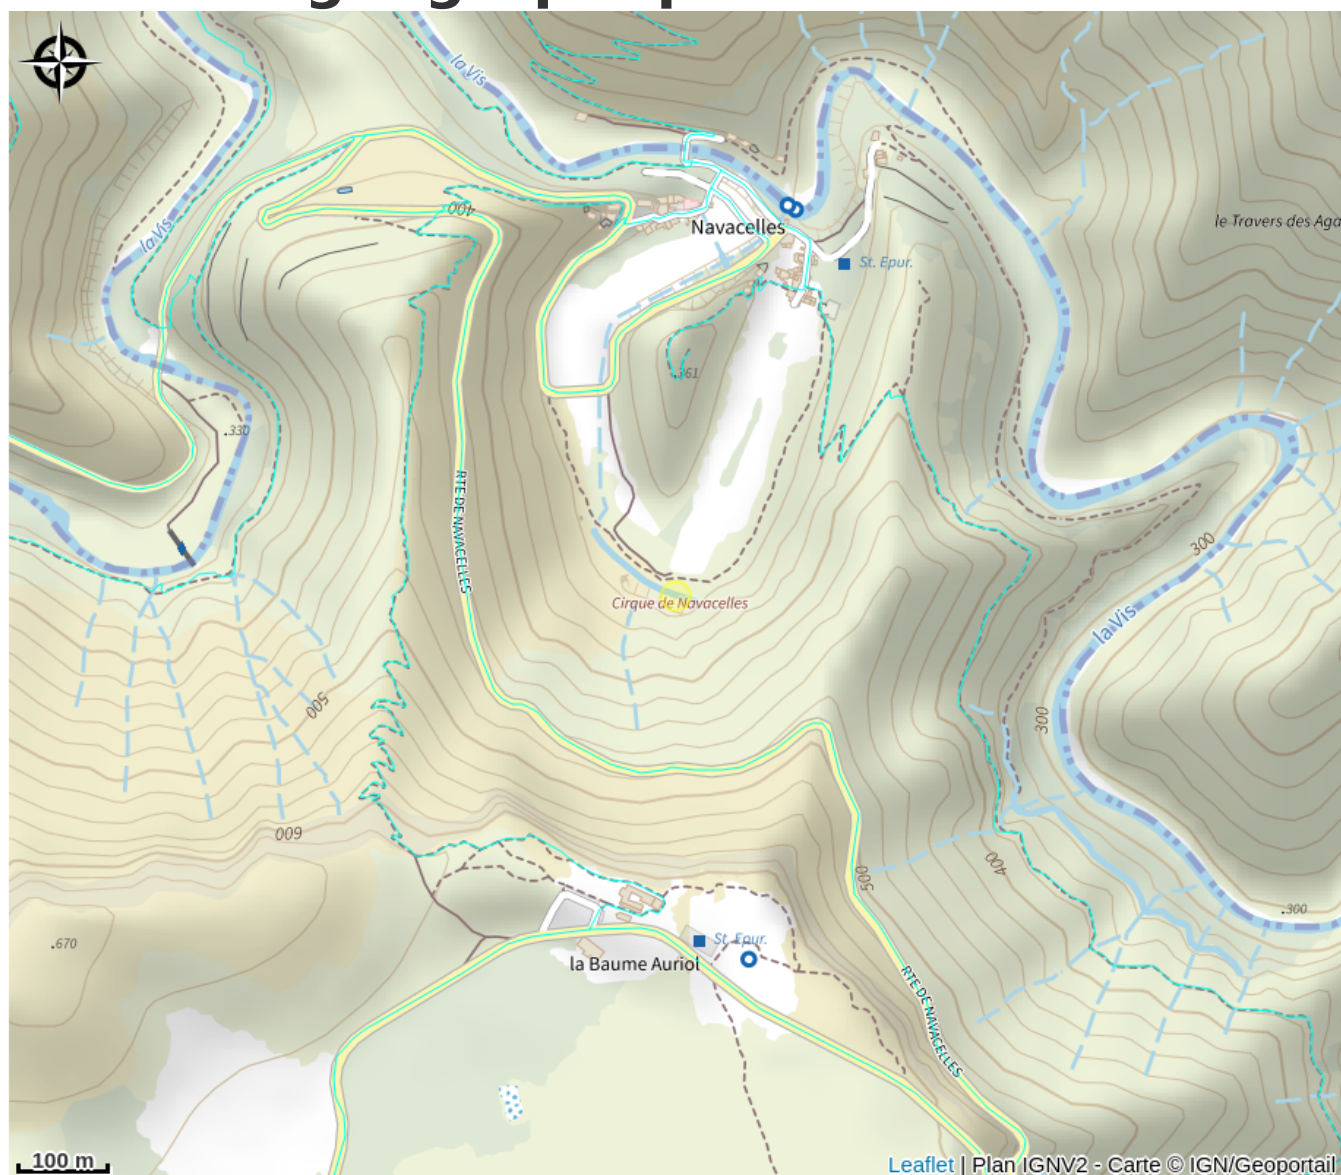 la Vis
le Travers des Aga
la Vis
400
Navacelles
St. Epur.
.361
.330
RTE DE NAVACELLES
300
Cirque de Navacelles
la Vis
500
300
600
400
500
.300
.670
St. Epur.
la Baume Auriol
RTE DE NAVACELLES
100 m
Leaflet | Plan IGNV2 - Carte © IGN/Geoportail